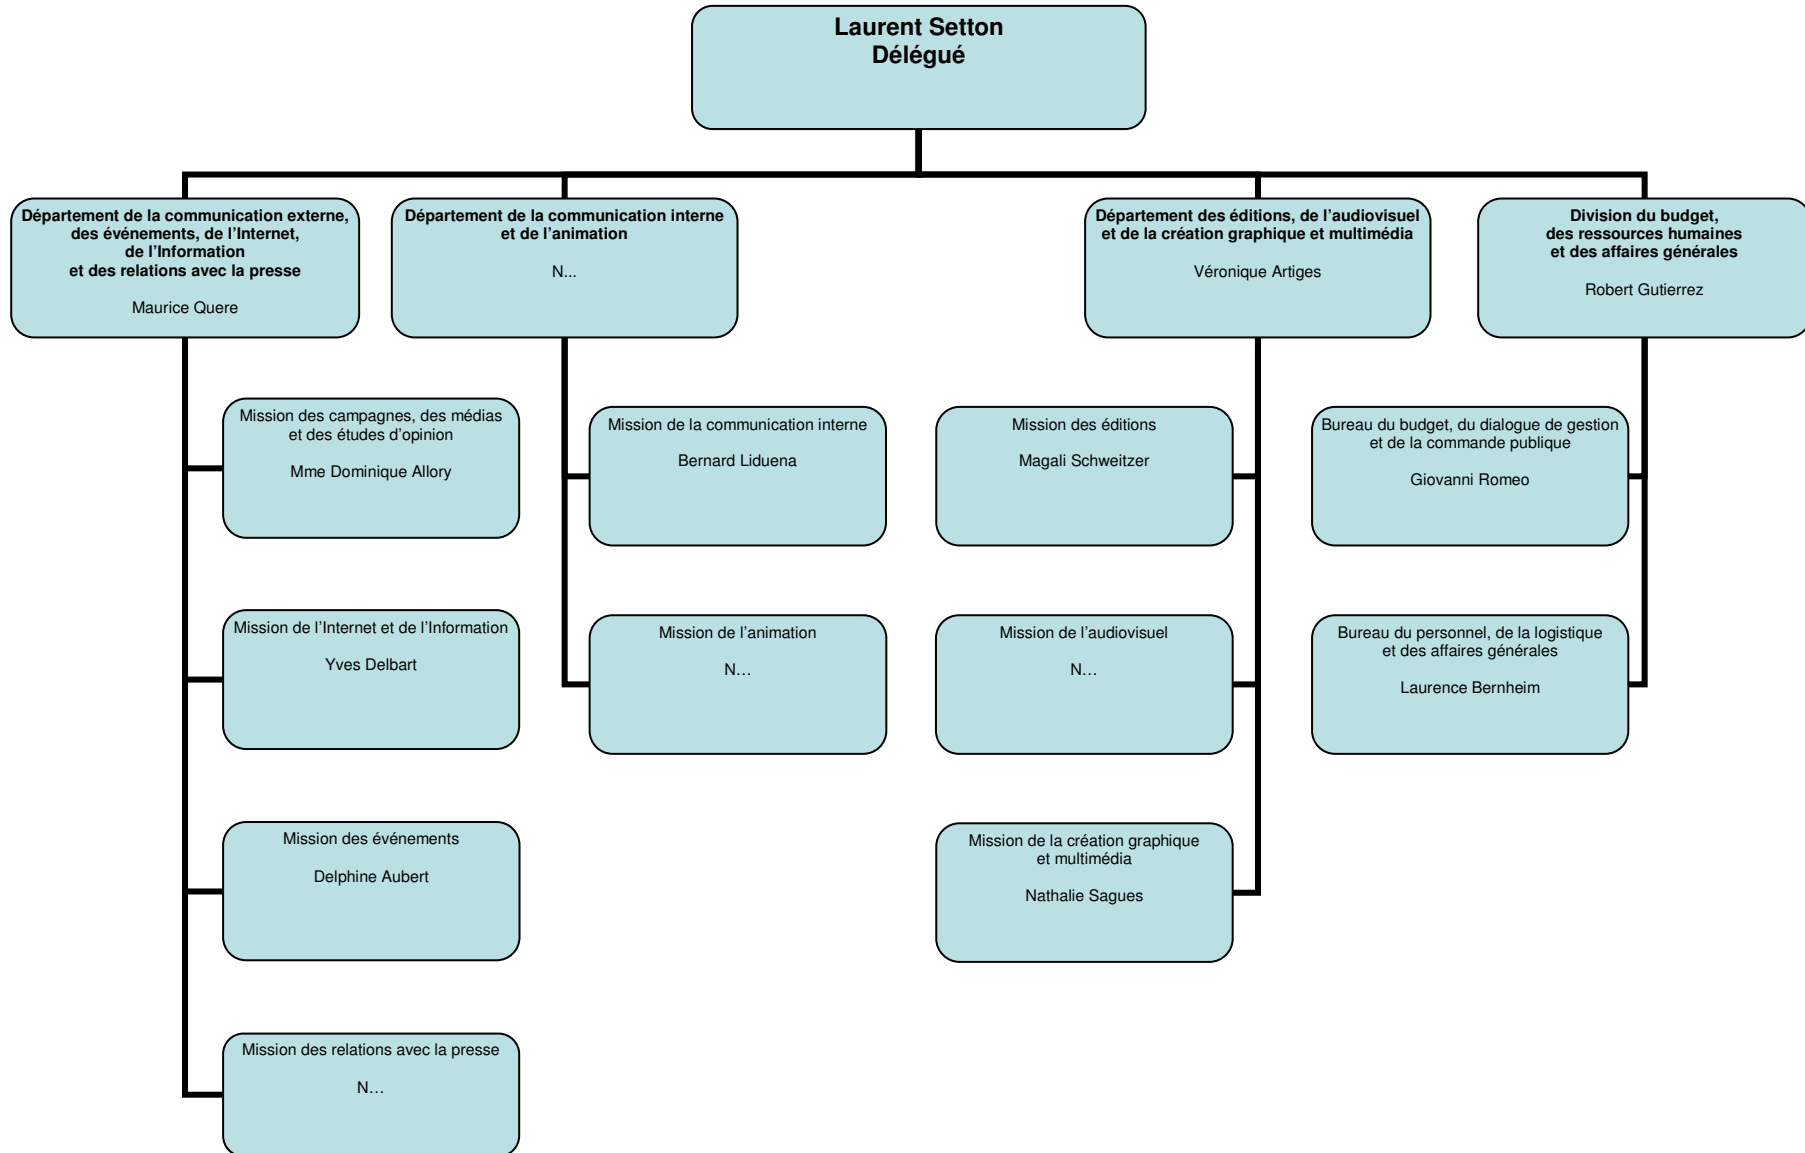 Laurent Setton
Délégué
Département de la communication externe,
des événements, de l’Internet,
de l’Information
et des relations avec la presse
Maurice Quere
Département de la communication interne
et de l’animation
N...
Département des éditions, de l’audiovisuel
et de la création graphique et multimédia
Véronique Artiges
Division du budget,
des ressources humaines
et des affaires générales
Robert Gutierrez
Mission des campagnes, des médias
et des études d’opinion
Mme Dominique Allory
Mission de la communication interne
Bernard Liduena
Mission des éditions
Magali Schweitzer
Bureau du budget, du dialogue de gestion
et de la commande publique
Giovanni Romeo
Mission de l’Internet et de l’Information
Yves Delbart
Mission de l’animation
N…
Mission de l’audiovisuel
N…
Bureau du personnel, de la logistique
et des affaires générales
Laurence Bernheim
Mission des événements
Delphine Aubert
Mission de la création graphique
et multimédia
Nathalie Sagues
Mission des relations avec la presse
N…